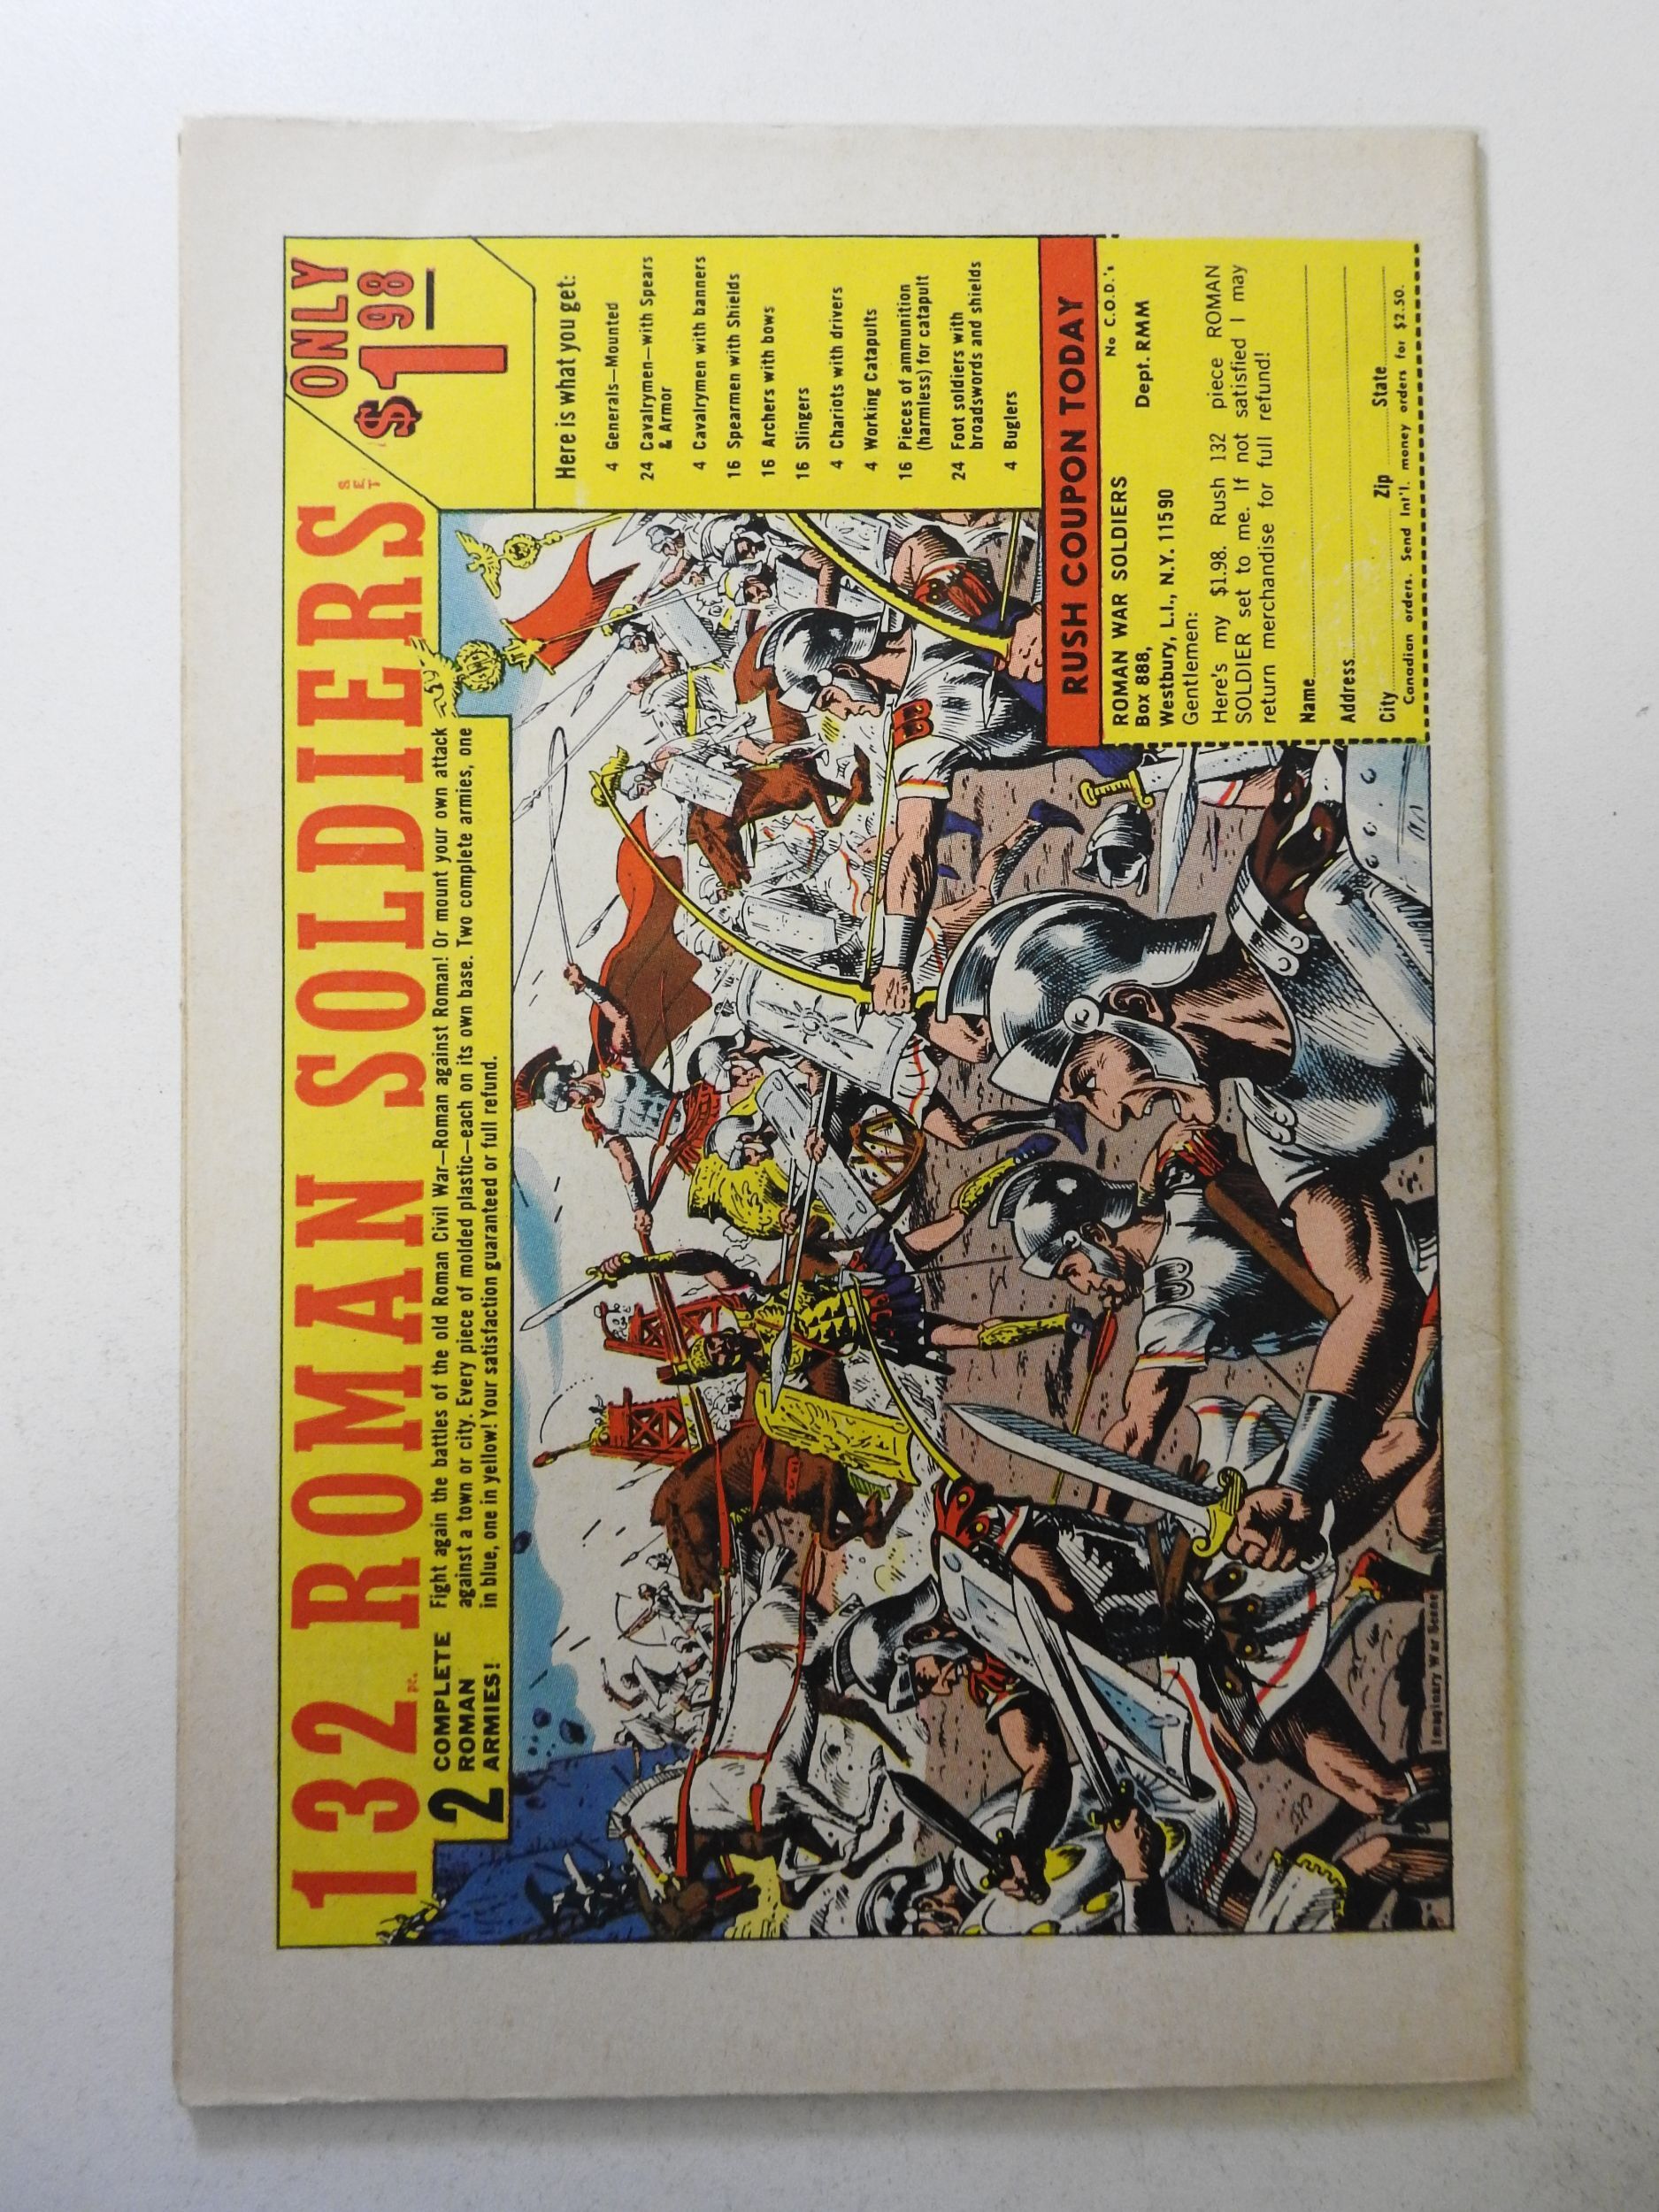 132 PC. ROMAN SOLDIERS SET
ONLY
$1.98
2 COMPLETE
ROMAN
ARMIES!
Fight again the battles of the old Roman Civil War—Roman against Roman! Or mount your own attack
against a town or city. Every piece of molded plastic—each on its own base. Two complete armies, one
in blue, one in yellow! Your satisfaction guaranteed or full refund.
Here is what you get:
4 Generals—Mounted
24 Cavalrymen—with Spears
& Armor
4 Cavalrymen with banners
16 Spearmen with Shields
16 Archers with bows
16 Slingers
4 Chariots with drivers
4 Working Catapults
16 Pieces of ammunition
(harmless) for catapult
24 Foot soldiers with
broadswords and shields
4 Buglers
RUSH COUPON TODAY
No C.O.D.'s
ROMAN WAR SOLDIERS
Box 888, Dept. RMM
Westbury, L.I., N.Y. 11590
Gentlemen:
Here's my $1.98. Rush 132 piece ROMAN
SOLDIER set to me. If not satisfied I may
return merchandise for full refund!
Name
Address
City Zip State
Canadian orders. Send Int'l. money orders for $2.50.
Imaginary War Scene